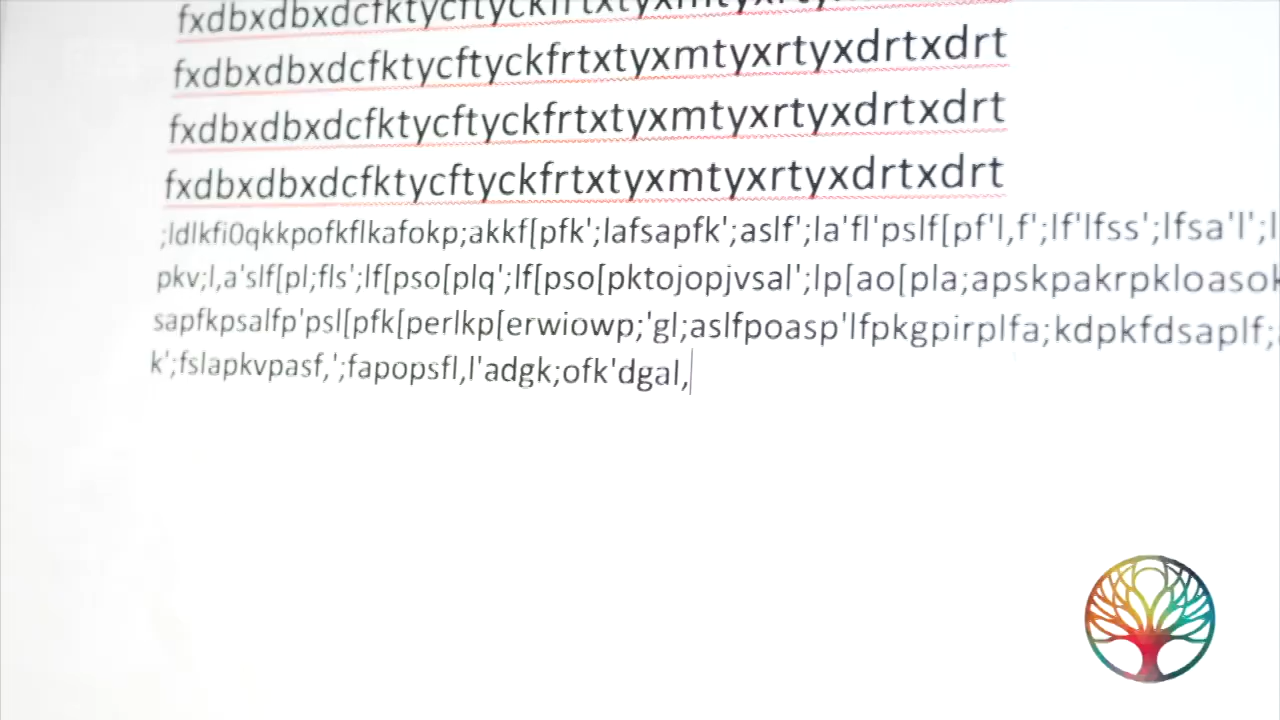 fxdbxdbxdcfktycftyckfrtxtyxmtyxrtyxdrtxdrt
fxdbxdbxdcfktycftyckfrtxtyxmtyxrtyxdrtxdrt
fxdbxdbxdcfktycftyckfrtxtyxmtyxrtyxdrtxdrt
fxdbxdbxdcfktycftyckfrtxtyxmtyxrtyxdrtxdrt
;ldlkfi0qkkpofkflkafokp;akkf[pfk';lafsapfk';aslf';la'fl'pslf[pf'l,f';lf'lfss';lfsa'l';l
pkv;l,a'slf[pl;fls';lf[pso[plq';lf[pso[pktojopjvsal';lp[ao[pla;apskpakrpkloasok
sapfkpsalfp'psl[pfk[perlkp[erwiowp;'gl;aslfpoasp'lfpkgpirplfa;kdpkfdsaplf;
k';fslapkvpasf,';fapopsfl,l'adgk;ofk'dgal,